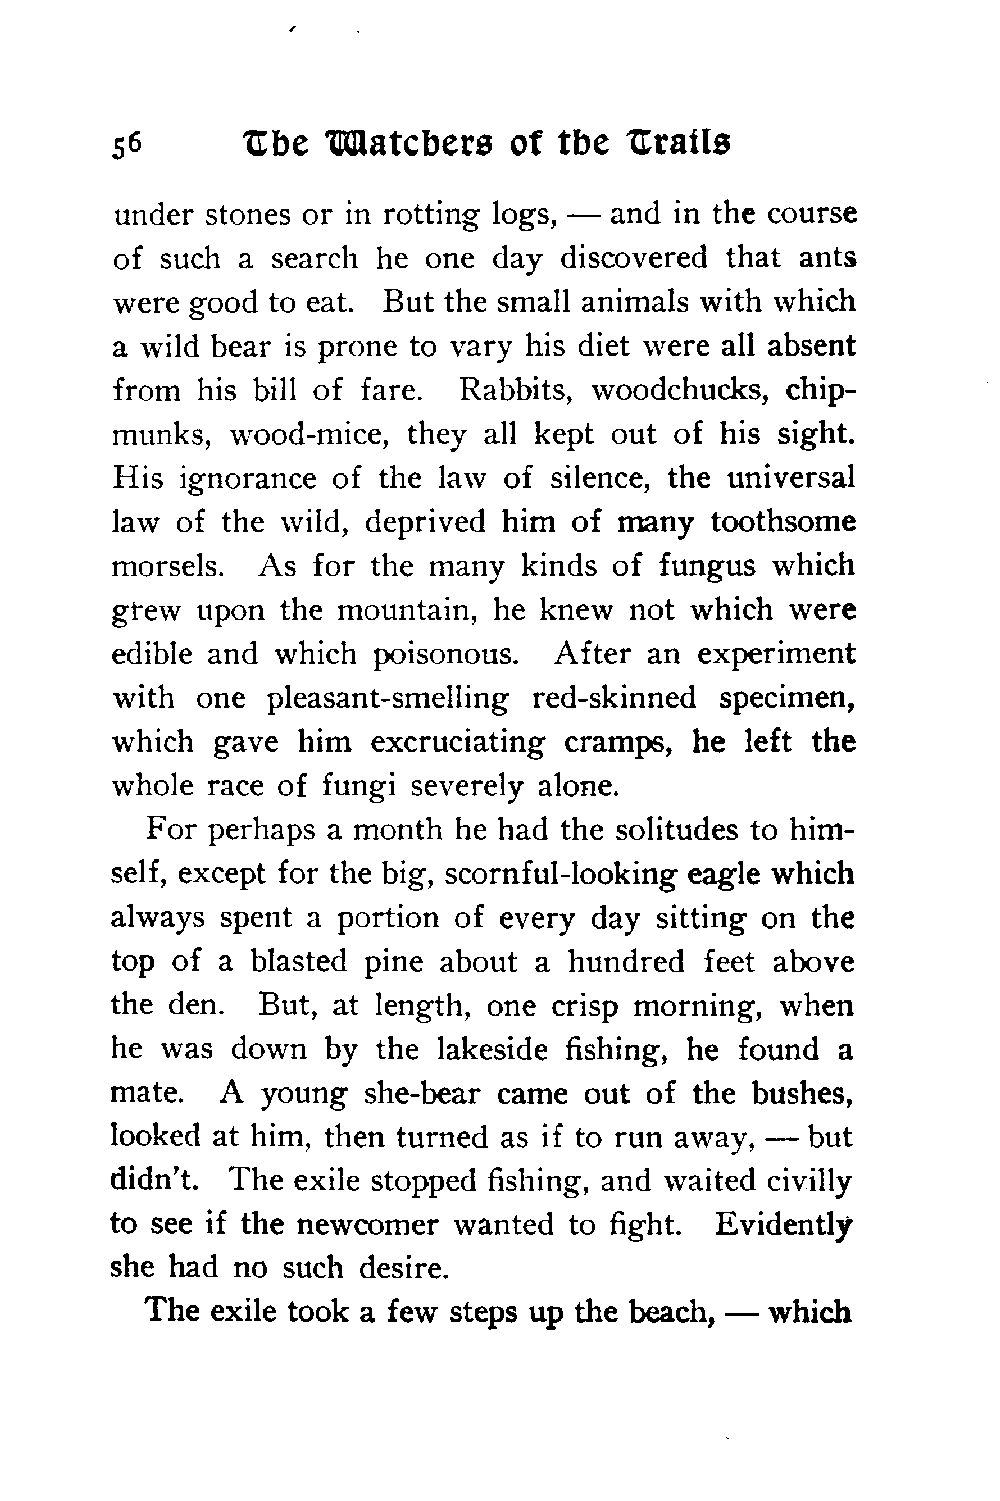 56 The Watchers of the Trails
under stones or in rotting logs, — and in the course
of such a search he one day discovered that ants
were good to eat. But the small animals with which
a wild bear is prone to vary his diet were all absent
from his bill of fare. Rabbits, woodchucks, chip-
munks, wood-mice, they all kept out of his sight.
His ignorance of the law of silence, the universal
law of the wild, deprived him of many toothsome
morsels. As for the many kinds of fungus which
grew upon the mountain, he knew not which were
edible and which poisonous. After an experiment
with one pleasant-smelling red-skinned specimen,
which gave him excruciating cramps, he left the
whole race of fungi severely alone.
For perhaps a month he had the solitudes to him-
self, except for the big, scornful-looking eagle which
always spent a portion of every day sitting on the
top of a blasted pine about a hundred feet above
the den. But, at length, one crisp morning, when
he was down by the lakeside fishing, he found a
mate. A young she-bear came out of the bushes,
looked at him, then turned as if to run away, — but
didn't. The exile stopped fishing, and waited civilly
to see if the newcomer wanted to fight. Evidently
she had no such desire.
The exile took a few steps up the beach, — which